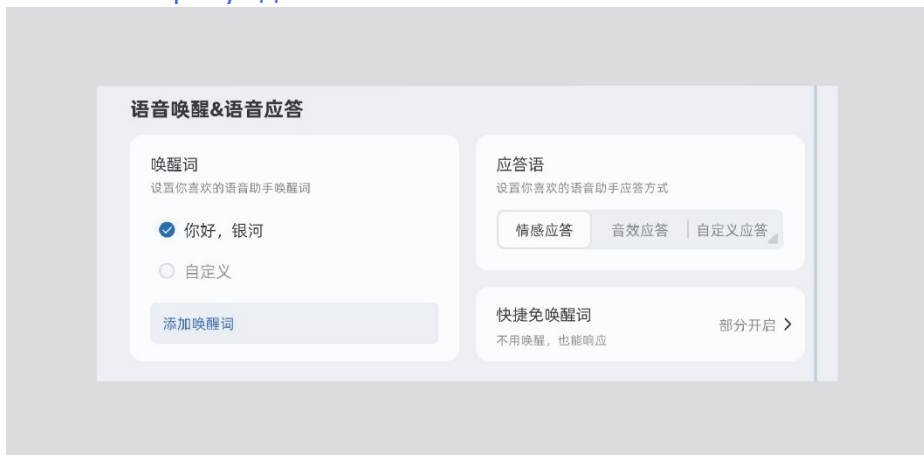 语音唤醒&语音应答
唤醒词
设置你喜欢的语音助手唤醒词
你好，银河
自定义
添加唤醒词
应答语
设置你喜欢的语音助手应答方式
情感应答 音效应答 自定义应答
快捷免唤醒词
不用唤醒，也能响应
部分开启